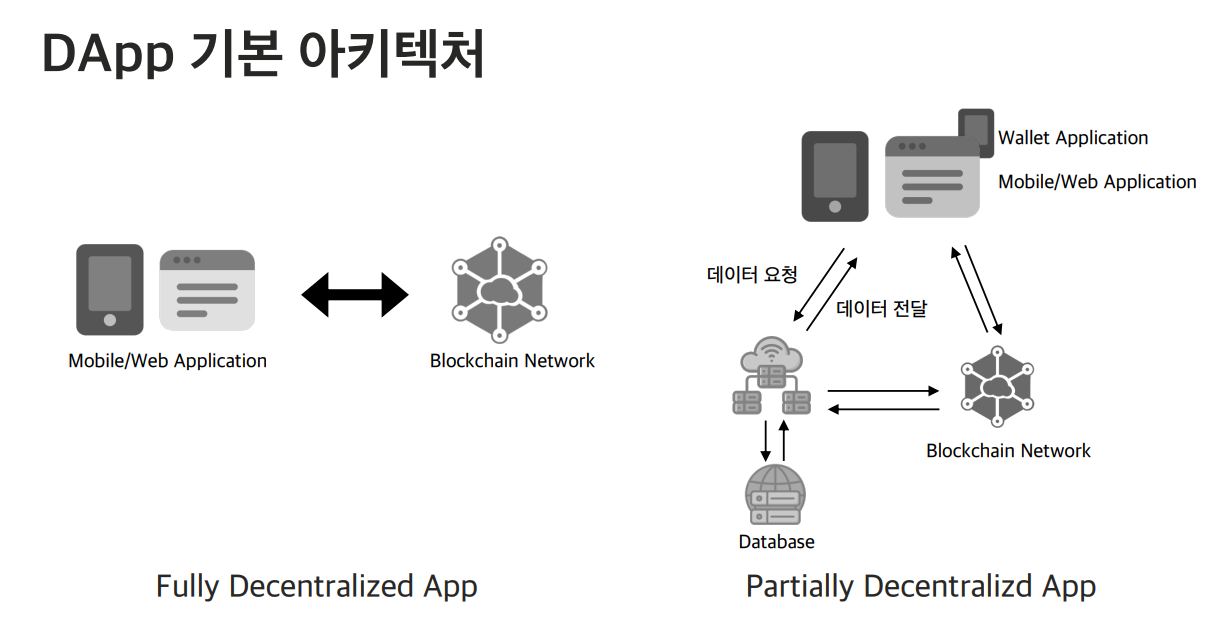 DApp 기본 아키텍처
Mobile/Web Application
Blockchain Network
Fully Decentralized App
Wallet Application
Mobile/Web Application
데이터 요청
데이터 전달
Blockchain Network
Database
Partially Decentralizd App